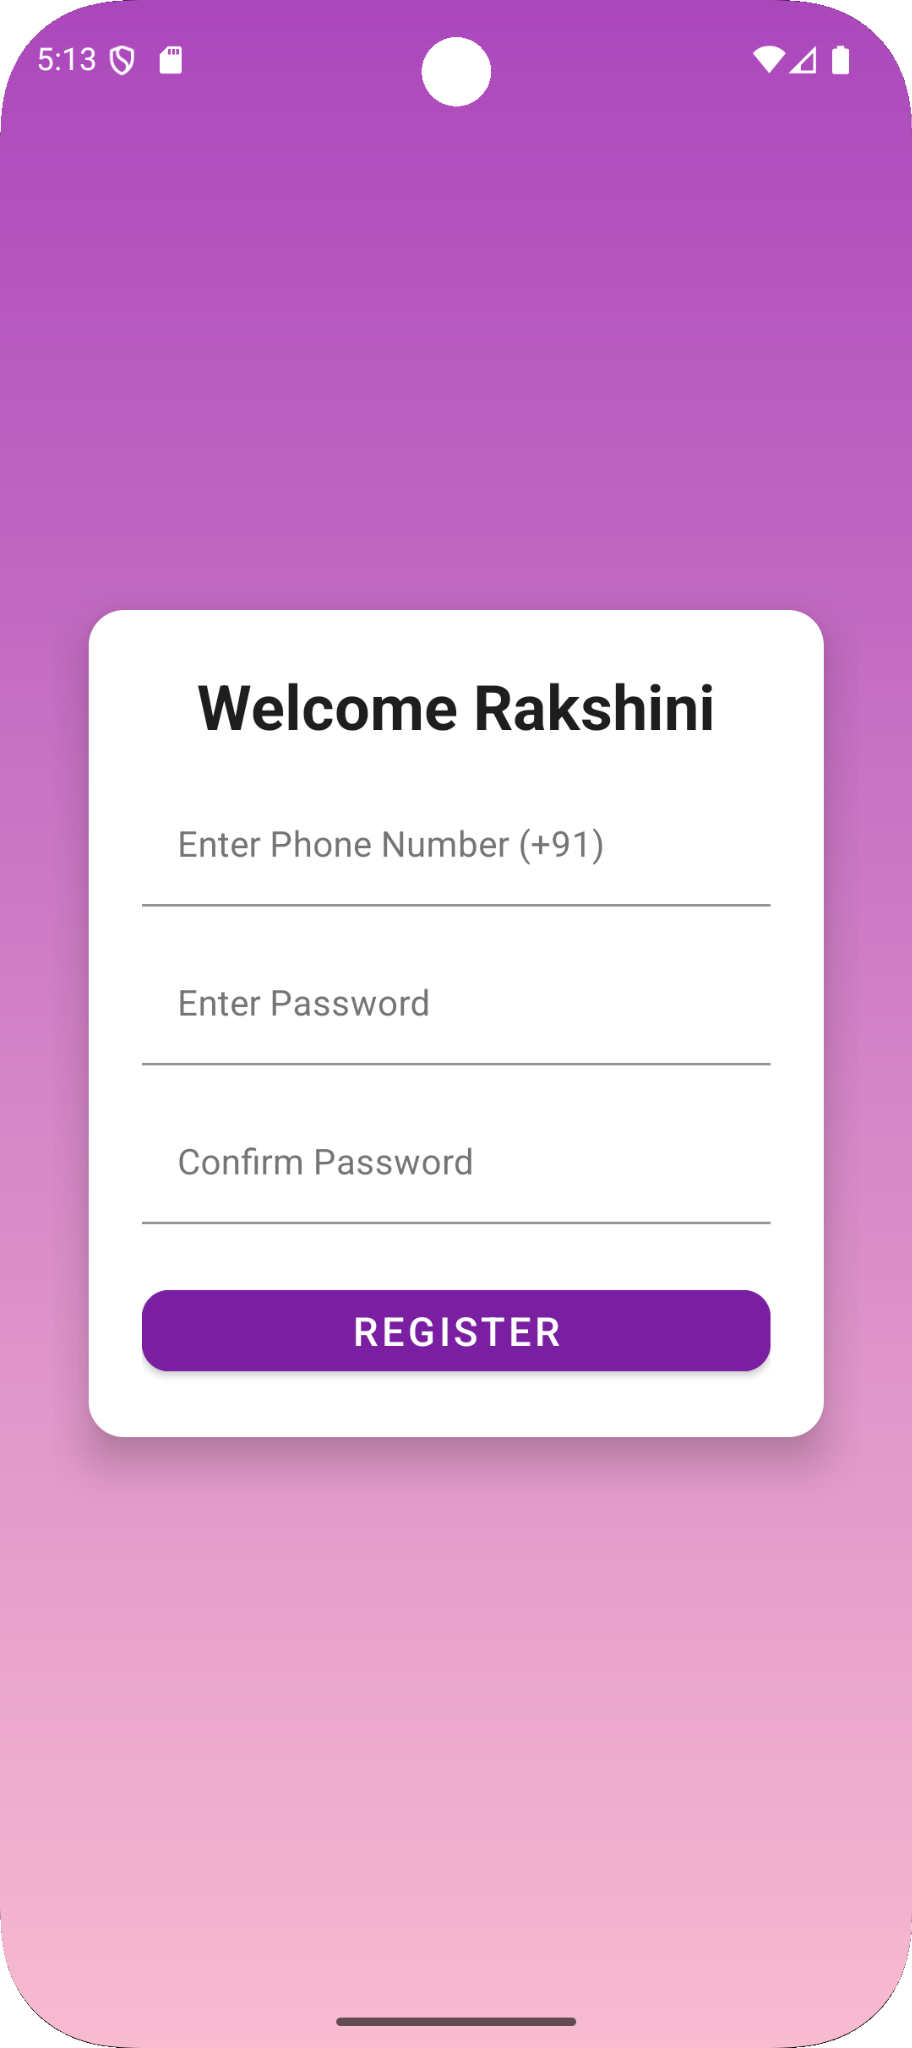 5:13
Welcome Rakshini
Enter Phone Number (+91)
Enter Password
Confirm Password
REGISTER